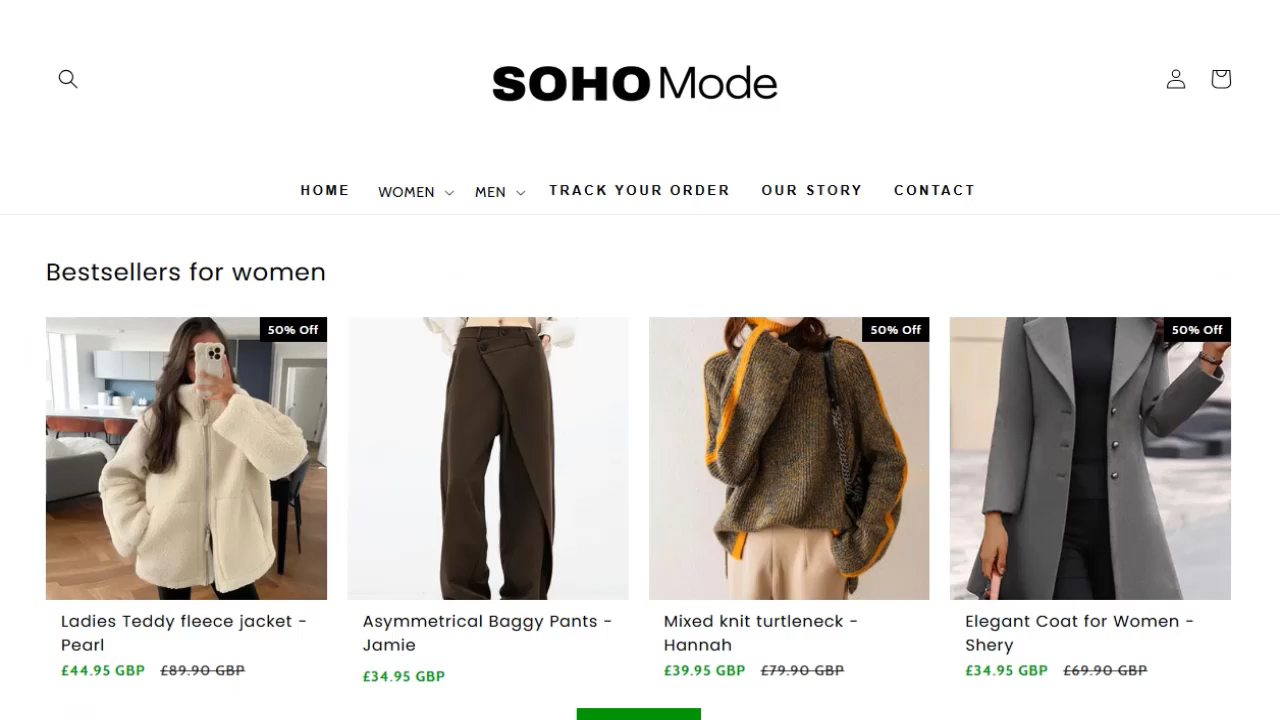 SOHO Mode
HOME WOMEN MEN TRACK YOUR ORDER OUR STORY CONTACT
Bestsellers for women
50% Off
50% Off
50% Off
Ladies Teddy fleece jacket -
Pearl
£44.95 GBP £89.90 GBP
Asymmetrical Baggy Pants -
Jamie
£34.95 GBP
Mixed knit turtleneck -
Hannah
£39.95 GBP £79.90 GBP
Elegant Coat for Women -
Shery
£34.95 GBP £69.90 GBP